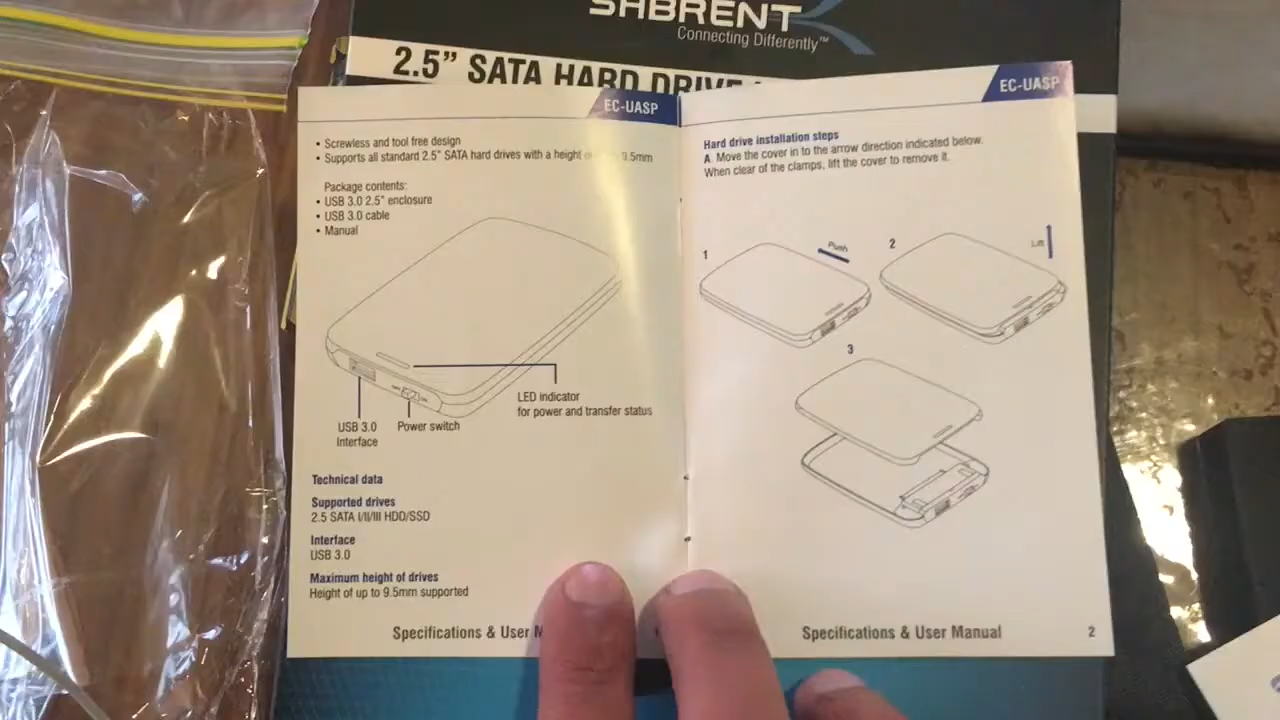 SABRENT
Connecting Differently™
2.5” SATA HARD DRIVE
EC-UASP
• Screwless and tool free design
• Supports all standard 2.5” SATA hard drives with a height 9.5mm
Package contents:
• USB 3.0 2.5” enclosure
• USB 3.0 cable
• Manual
LED indicator
for power and transfer status
USB 3.0
Interface
Power switch
Technical data
Supported drives
2.5 SATA I/II/III HDD/SSD
Interface
USB 3.0
Maximum height of drives
Height of up to 9.5mm supported
Specifications & User
EC-UASP
Hard drive installation steps
A. Move the cover in to the arrow direction indicated below.
When clear of the clamps, lift the cover to remove it.
1
Push
2
Lift
3
Specifications & User Manual
2